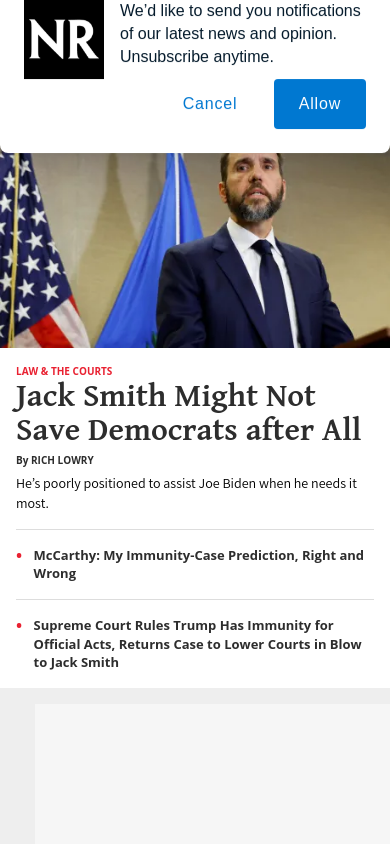 NR
We’d like to send you notifications
of our latest news and opinion.
Unsubscribe anytime.
Cancel
Allow
LAW & THE COURTS
Jack Smith Might Not
Save Democrats after All
By RICH LOWRY
He’s poorly positioned to assist Joe Biden when he needs it
most.
• McCarthy: My Immunity-Case Prediction, Right and
Wrong
• Supreme Court Rules Trump Has Immunity for
Official Acts, Returns Case to Lower Courts in Blow
to Jack Smith